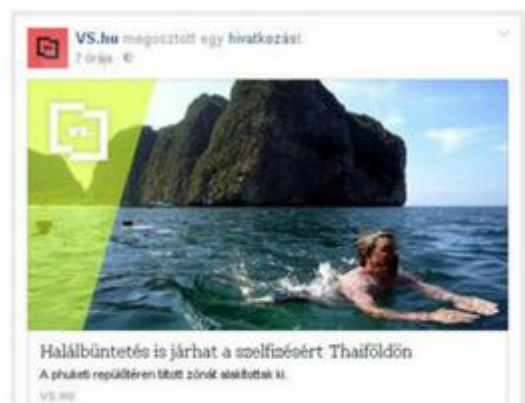 VS.hu megosztott egy hivatkozást.
7 órája
VS.
Halálbüntetés is járhat a szelfizésért Thaiföldön
A phuketi repülőtéren tiltott zónát alakítottak ki.
VS.HU